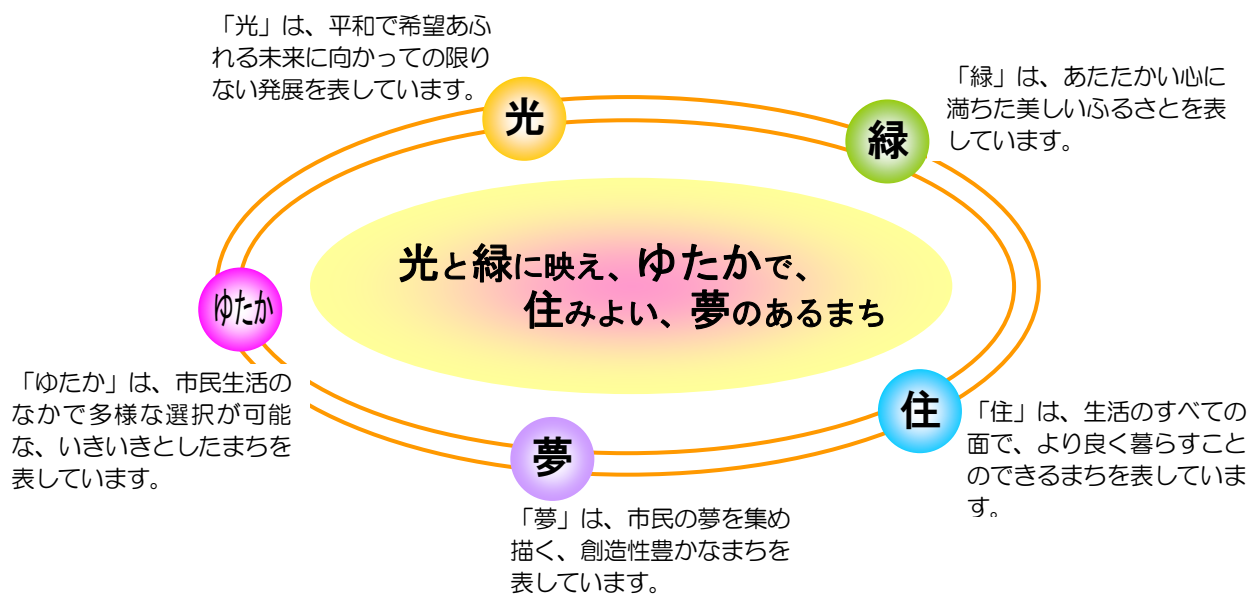 「光」は、平和で希望あふ
れる未来に向かっての限り
ない発展を表しています。
光
「緑」は、あたたかい心に
満ちた美しいふるさとを表
しています。
緑
光と緑に映え、ゆたかで、
住みよい、夢のあるまち
ゆたか
「ゆたか」は、市民生活の
なかで多様な選択が可能
な、いきいきとしたまちを
表しています。
住
「住」は、生活のすべての
面で、より良く暮らすこと
のできるまちを表していま
す。
夢
「夢」は、市民の夢を集め
描く、創造性豊かなまちを
表しています。